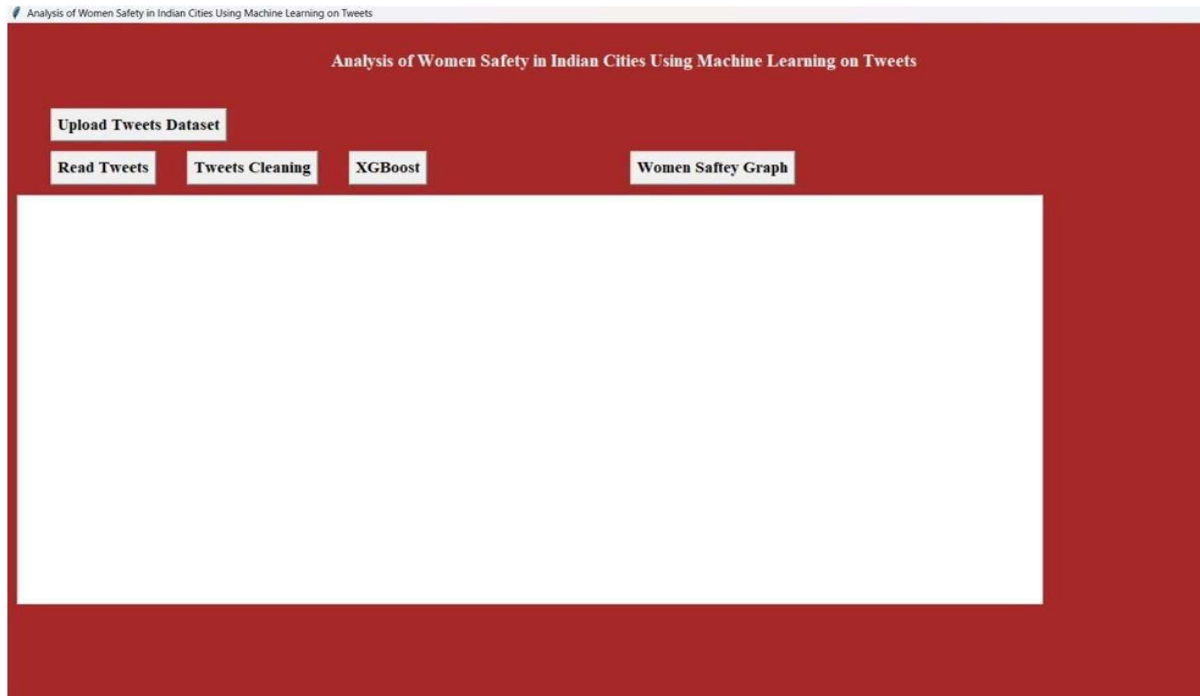 Analysis of Women Safety in Indian Cities Using Machine Learning on Tweets
Analysis of Women Safety in Indian Cities Using Machine Learning on Tweets
Upload Tweets Dataset
Read Tweets Tweets Cleaning XGBoost Women Saftey Graph